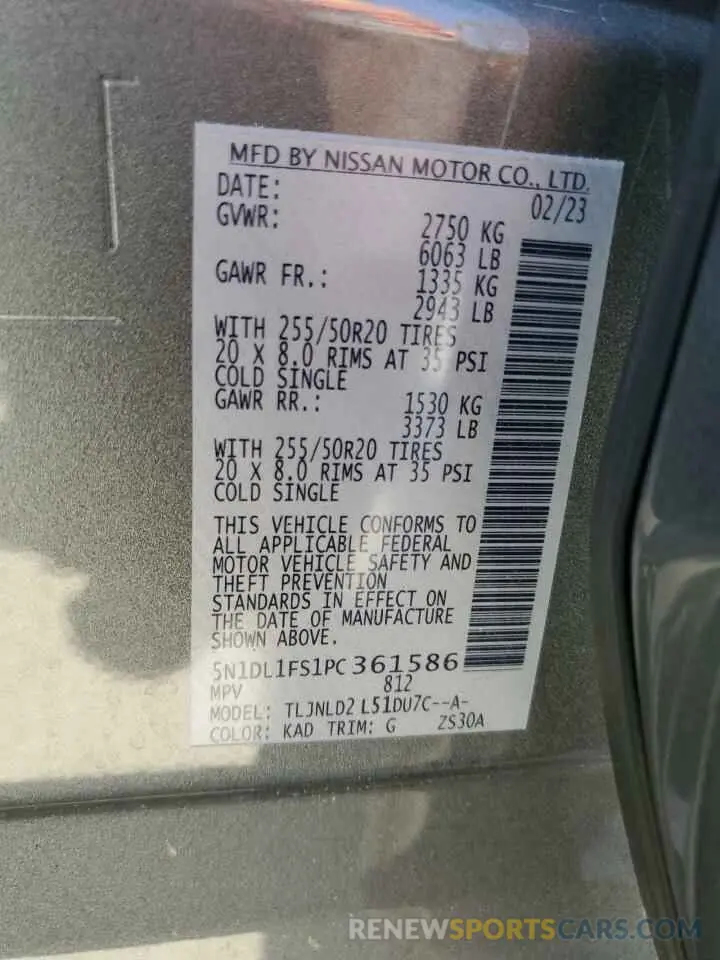 MFD BY NISSAN MOTOR CO., LTD.
DATE: 02/23
GVWR: 2750 KG
6063 LB
GAWR FR.: 1335 KG
2943 LB
WITH 255/50R20 TIRES
20 X 8.0 RIMS AT 35 PSI
COLD SINGLE
GAWR RR.: 1530 KG
3373 LB
WITH 255/50R20 TIRES
20 X 8.0 RIMS AT 35 PSI
COLD SINGLE
THIS VEHICLE CONFORMS TO
ALL APPLICABLE FEDERAL
MOTOR VEHICLE SAFETY AND
THEFT PREVENTION
STANDARDS IN EFFECT ON
THE DATE OF MANUFACTURE
SHOWN ABOVE.
5N1DL1FS1PC361586
MPV 812
MODEL: TLJNLD2 L51DU7C--A-
COLOR: KAD TRIM: G ZS30A
RENEWSPORTSCARS.COM